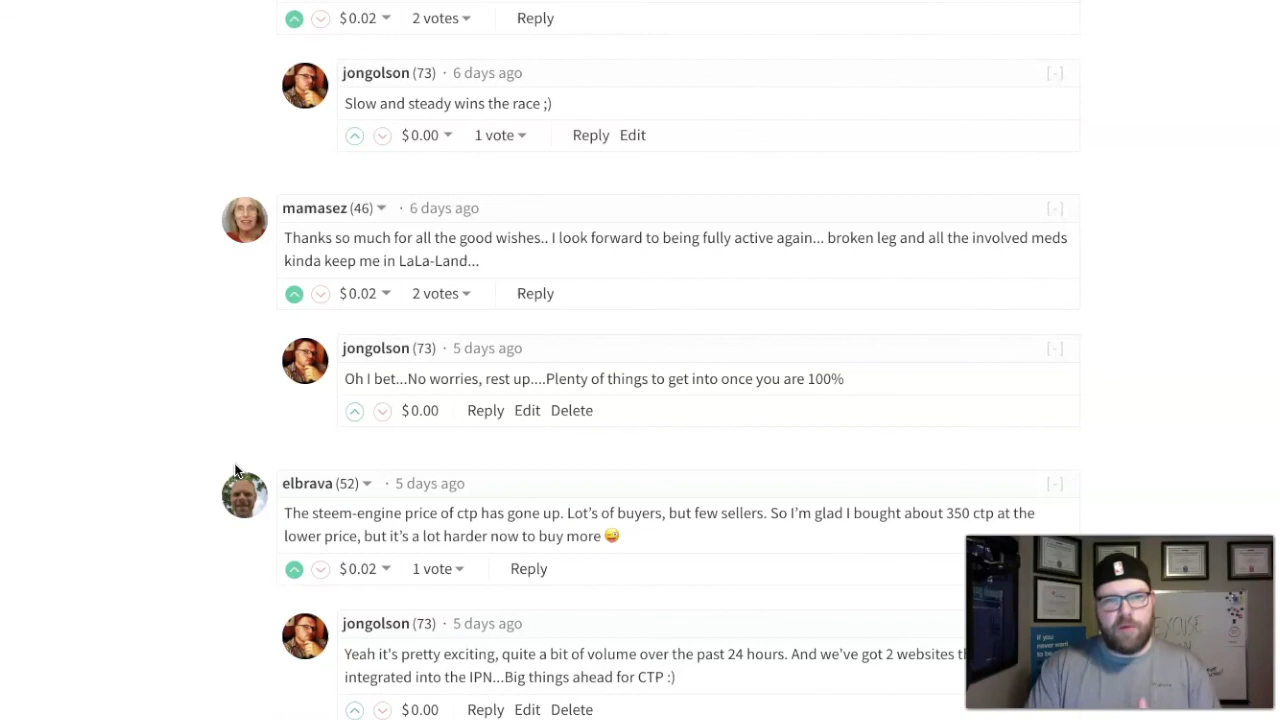 $0.02 2 votes Reply
jongolson (73) · 6 days ago [-]
Slow and steady wins the race ;)
$0.00 1 vote Reply Edit
mamasez (46) · 6 days ago [-]
Thanks so much for all the good wishes.. I look forward to being fully active again... broken leg and all the involved meds
kinda keep me in LaLa-Land...
$0.02 2 votes Reply
jongolson (73) · 5 days ago [-]
Oh I bet...No worries, rest up....Plenty of things to get into once you are 100%
$0.00 Reply Edit Delete
elbrava (52) · 5 days ago [-]
The steem-engine price of ctp has gone up. Lot's of buyers, but few sellers. So I'm glad I bought about 350 ctp at the
lower price, but it's a lot harder now to buy more 😜
$0.02 1 vote Reply
jongolson (73) · 5 days ago
Yeah it's pretty exciting, quite a bit of volume over the past 24 hours. And we've got 2 websites
integrated into the IPN...Big things ahead for CTP :)
$0.00 Reply Edit Delete
If you
never want